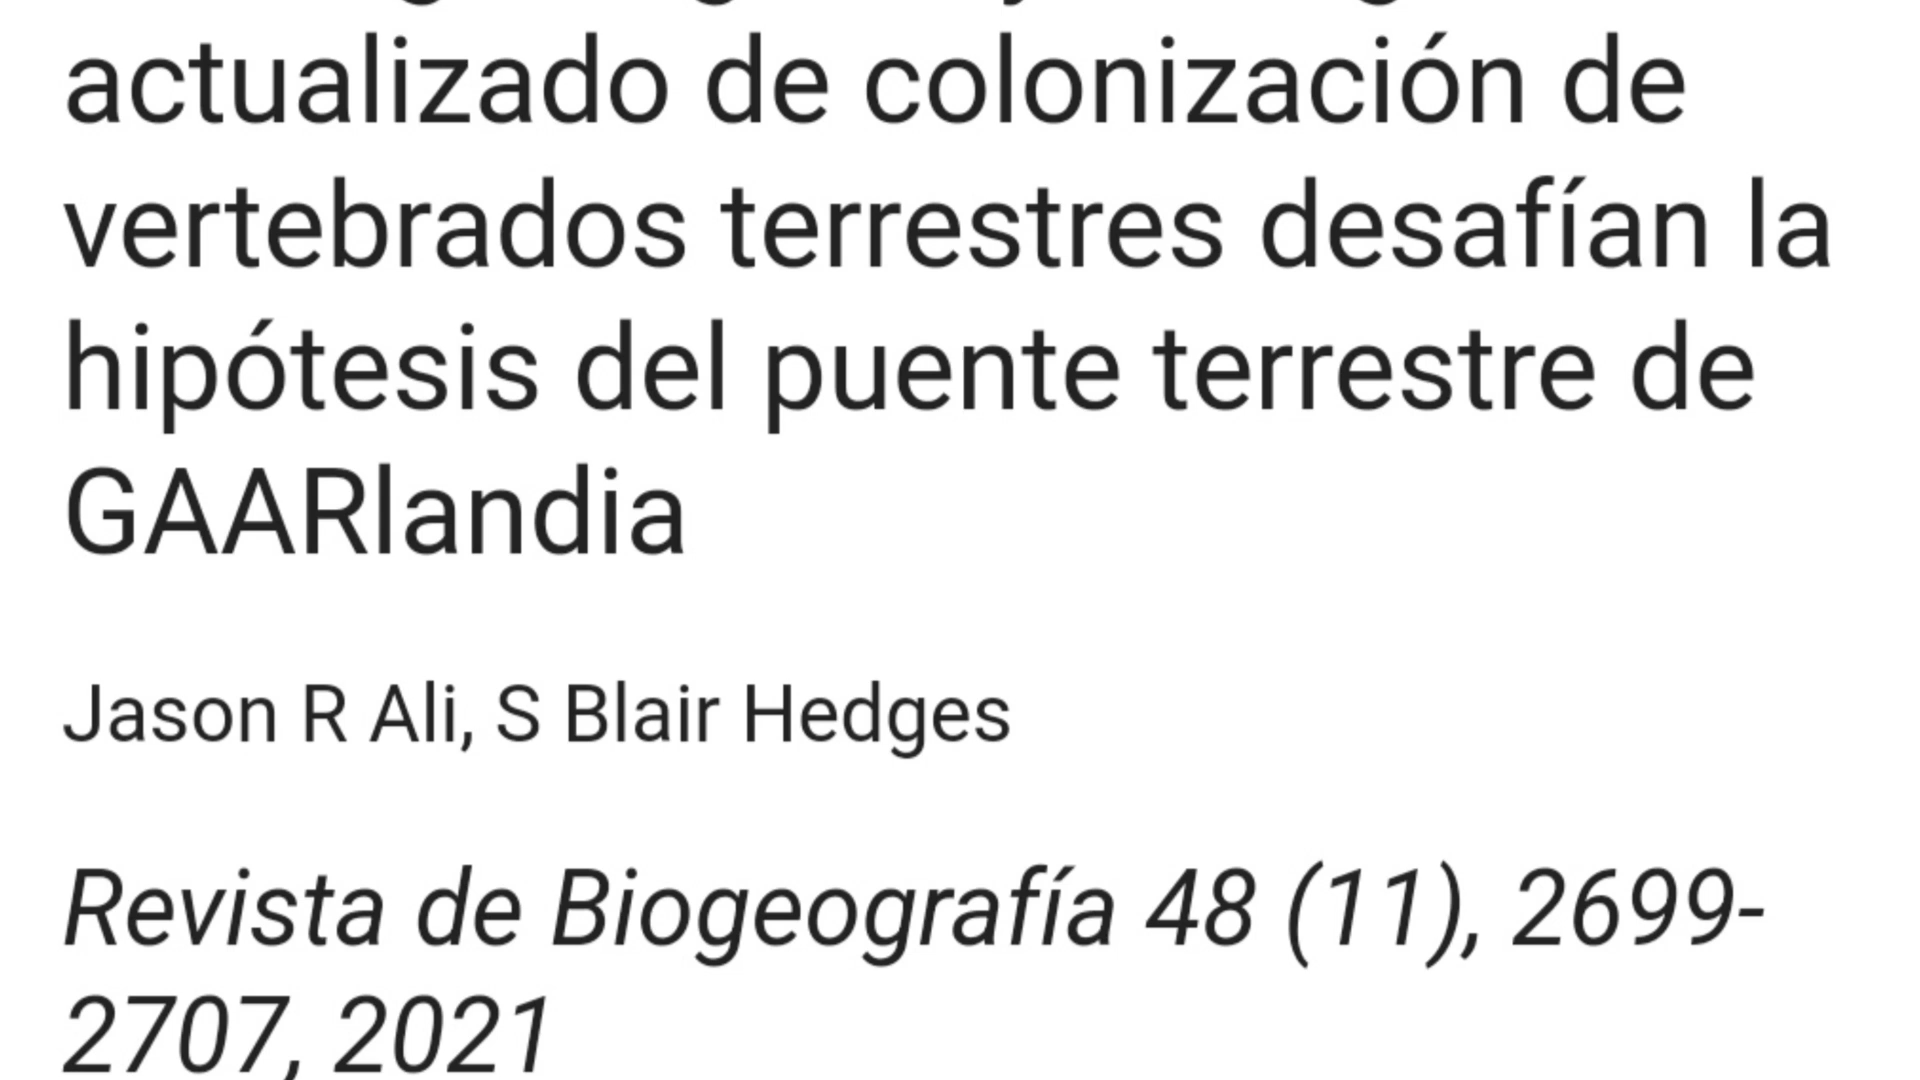 actualizado de colonización de
vertebrados terrestres desafían la
hipótesis del puente terrestre de
GAARlandia
Jason R Ali, S Blair Hedges
Revista de Biogeografía 48 (11), 2699-
2707, 2021